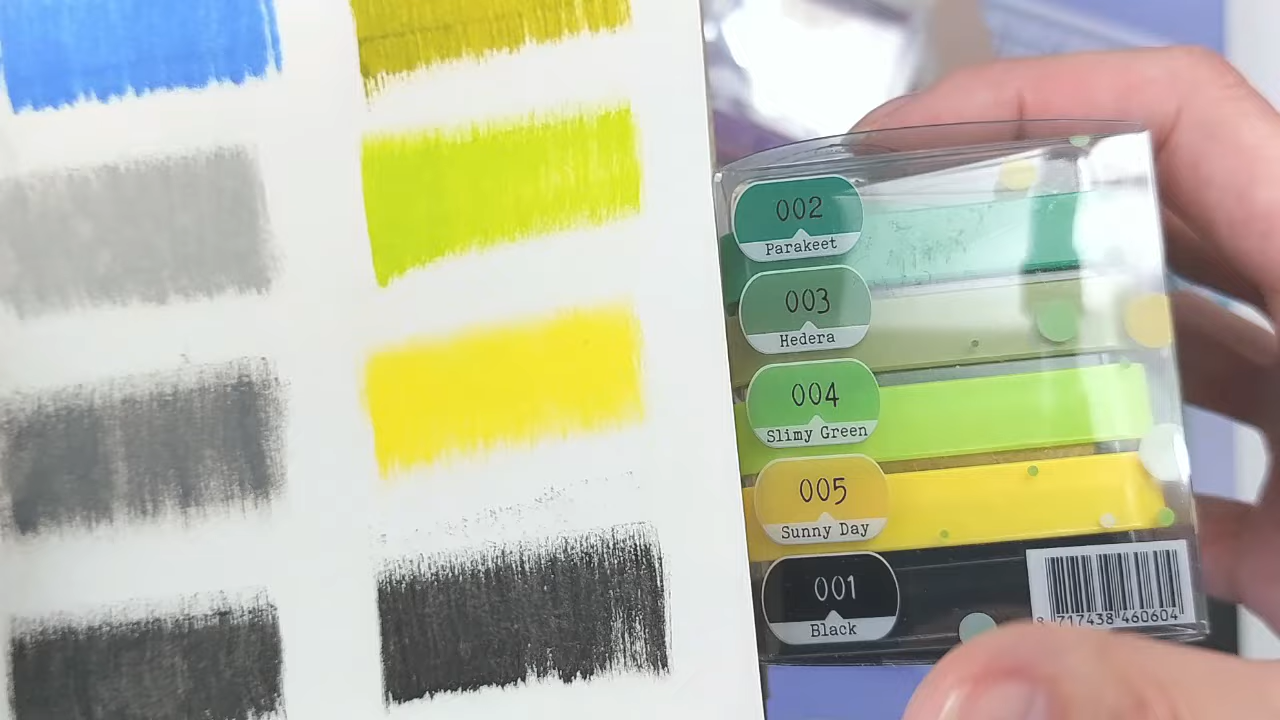 002
Parakeet
003
Hedera
004
Slimy Green
005
Sunny Day
001
Black
8 717438 460604